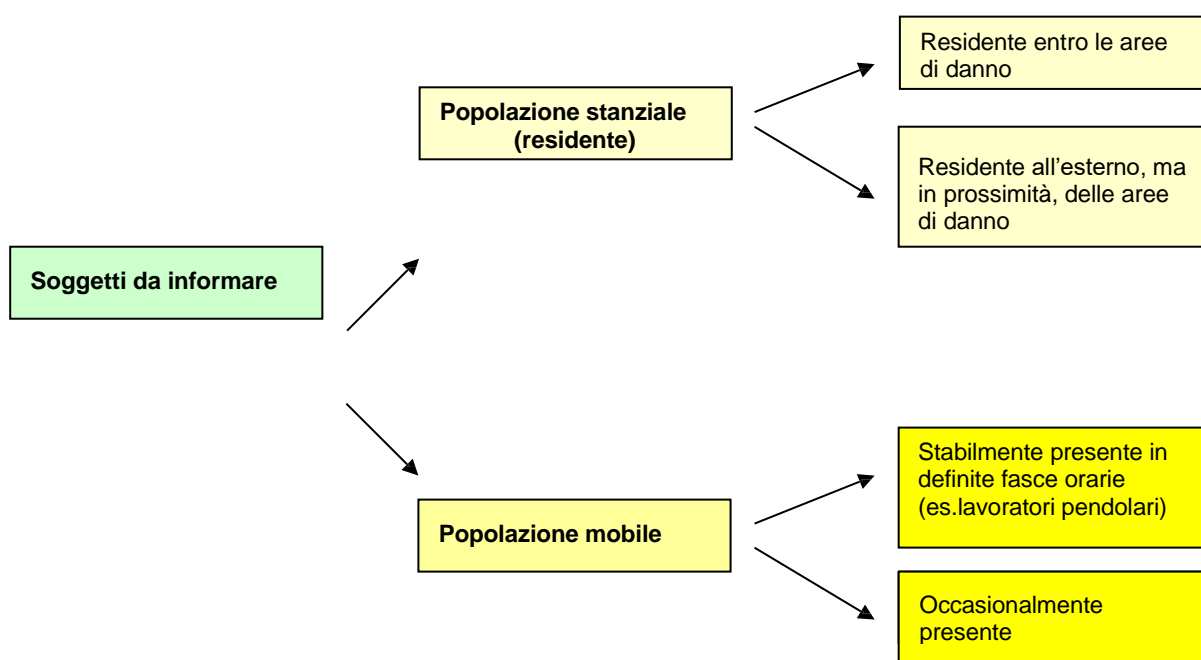 Residente entro le aree
di danno
Popolazione stanziale
(residente)
Residente all'esterno, ma
in prossimità, delle aree
di danno
Soggetti da informare
Stabilmente presente in
definite fasce orarie
(es.lavoratori pendolari)
Popolazione mobile
Occasionalmente
presente